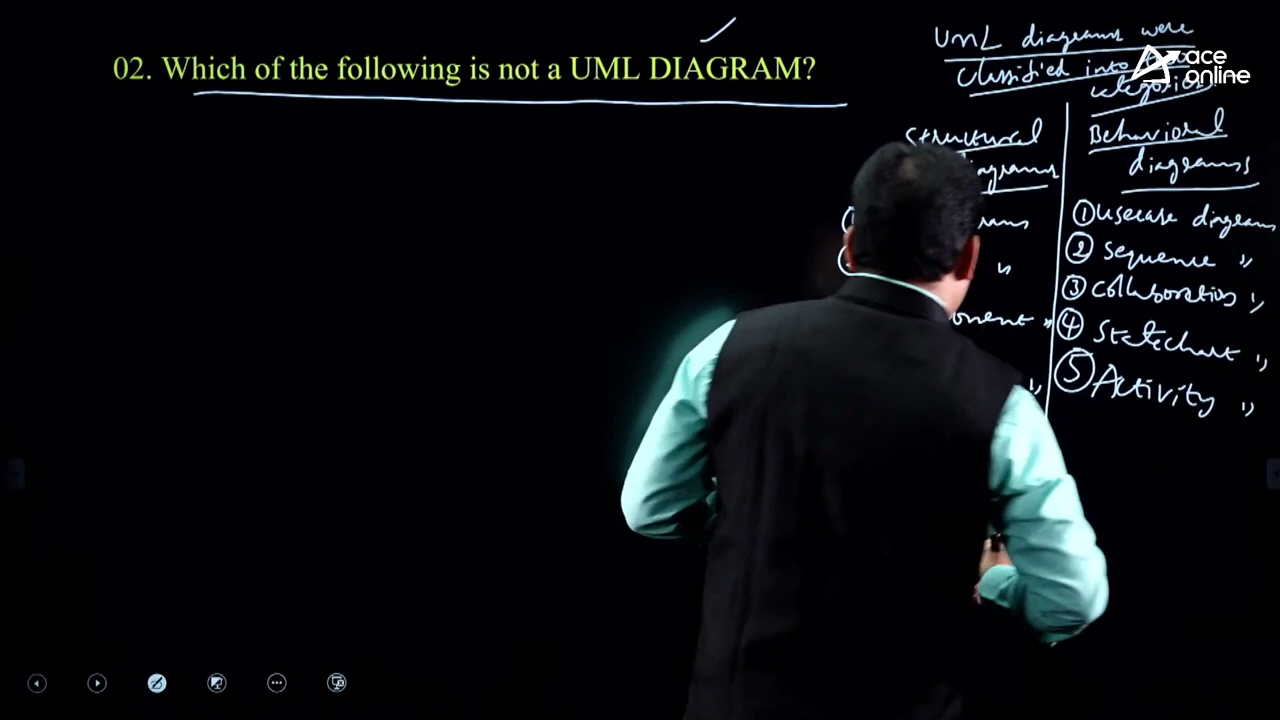 02. Which of the following is not a UML DIAGRAM?
UML diagrams were
classified into
categories
ace
online
Structural
Behavioral
diagrams
① Usecase diagrams
② Sequence "
③ Collaboration "
④ Statechart "
⑤ Activity "